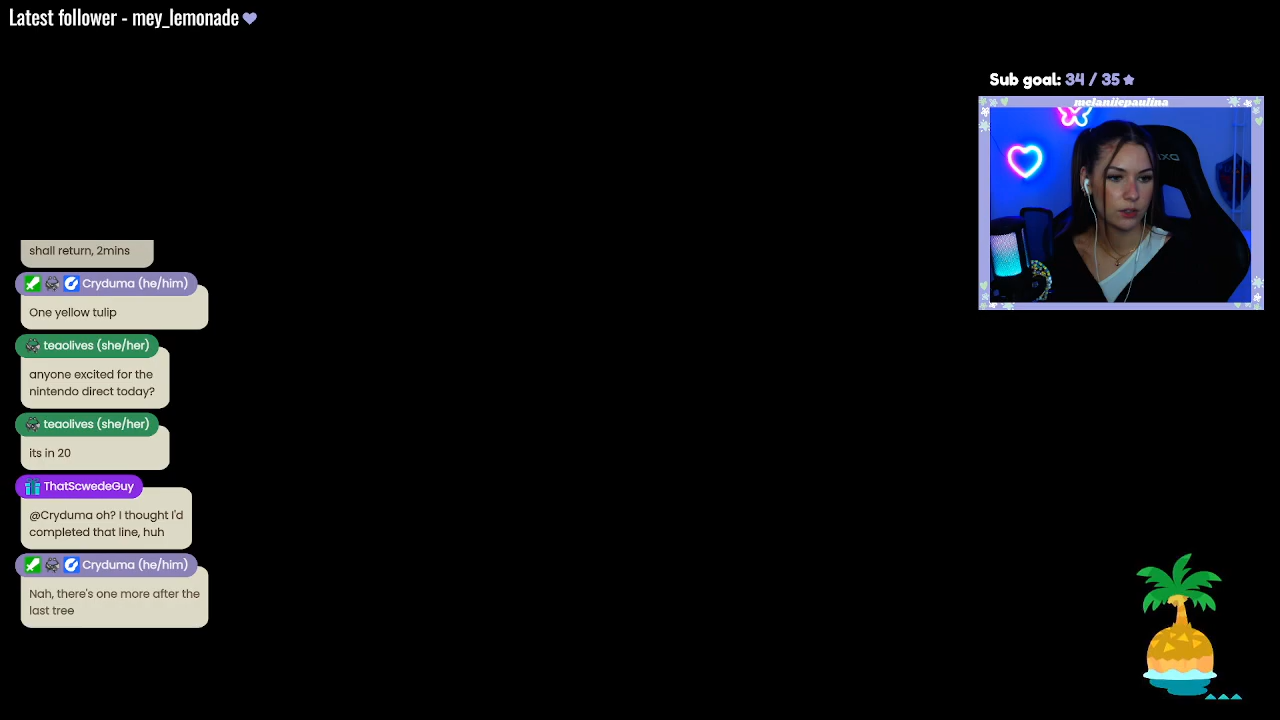 Latest follower - mey_lemonade
Sub goal: 34 / 35
melaniiepaulina
shall return, 2mins
Cryduma (he/him)
One yellow tulip
teaolives (she/her)
anyone excited for the
nintendo direct today?
teaolives (she/her)
its in 20
ThatScwedeGuy
@Cryduma oh? I thought I'd
completed that line, huh
Cryduma (he/him)
Nah, there's one more after the
last tree